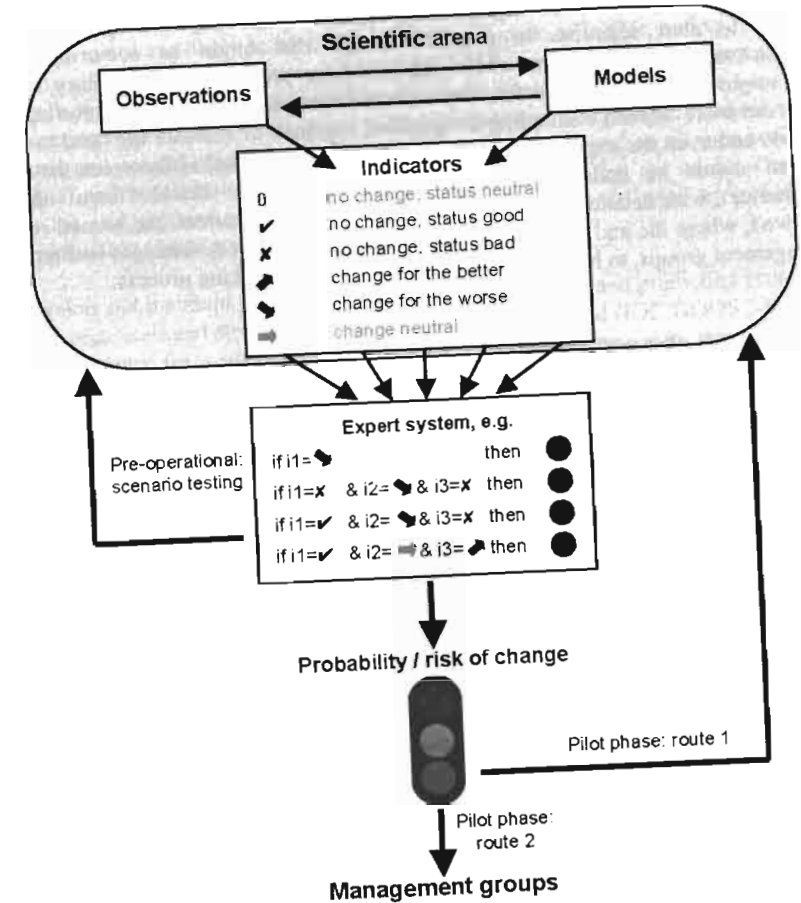 Scientific arena
Observations
Models
Indicators
0 no change, status neutral
✔ no change, status good
✘ no change, status bad
⬈ change for the better
⬊ change for the worse
➡ change neutral
Expert system, e.g.
if i1=⬊ then ●
if i1=✘ & i2=⬊ & i3=✘ then ●
if i1=✔ & i2=⬊ & i3=✘ then ●
if i1=✔ & i2=➡ & i3=⬈ then ●
Pre-operational:
scenario testing
Probability / risk of change
Pilot phase: route 1
Pilot phase:
route 2
Management groups